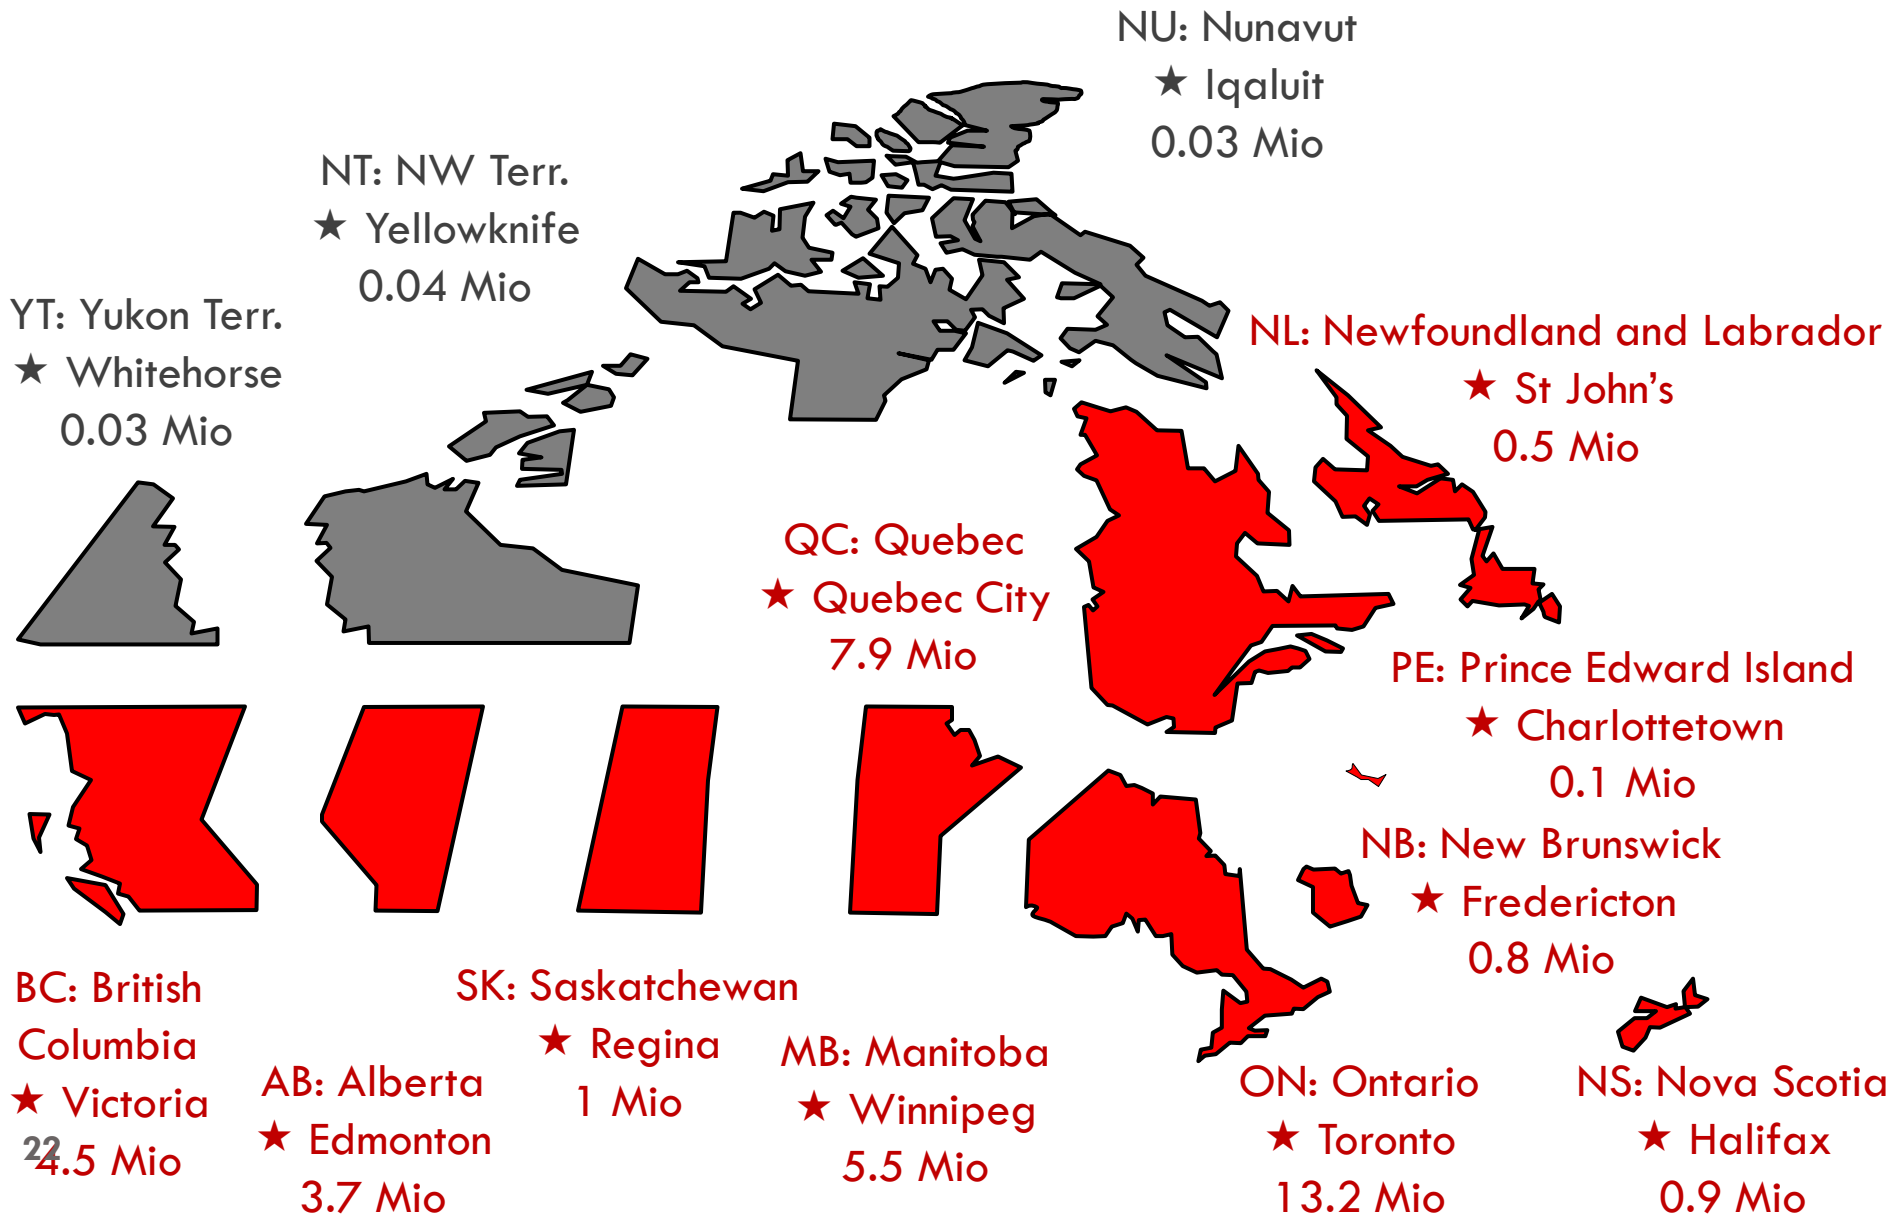 NU: Nunavut
★ Iqaluit
0.03 Mio
NT: NW Terr.
★ Yellowknife
0.04 Mio
YT: Yukon Terr.
★ Whitehorse
0.03 Mio
NL: Newfoundland and Labrador
★ St John’s
0.5 Mio
QC: Quebec
★ Quebec City
7.9 Mio
PE: Prince Edward Island
★ Charlottetown
0.1 Mio
NB: New Brunswick
★ Fredericton
0.8 Mio
BC: British
Columbia
★ Victoria
4.5 Mio
AB: Alberta
★ Edmonton
3.7 Mio
SK: Saskatchewan
★ Regina
1 Mio
MB: Manitoba
★ Winnipeg
5.5 Mio
ON: Ontario
★ Toronto
13.2 Mio
NS: Nova Scotia
★ Halifax
0.9 Mio
22